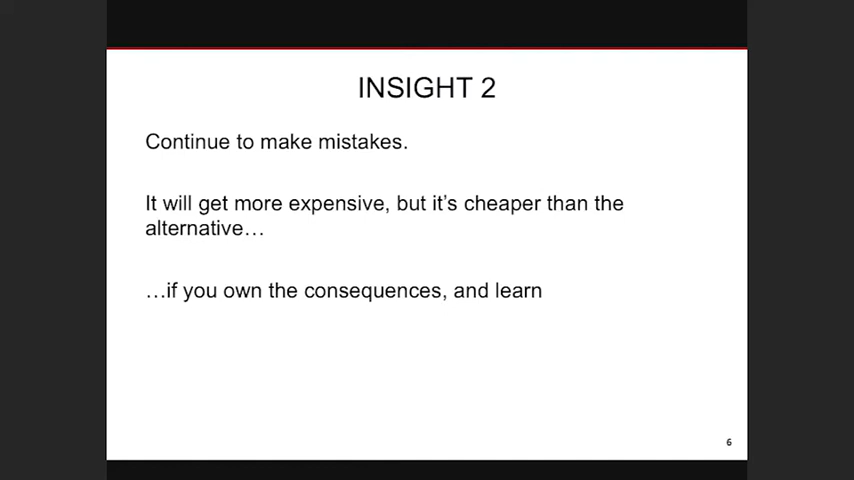 INSIGHT 2
Continue to make mistakes.
It will get more expensive, but it’s cheaper than the
alternative…
…if you own the consequences, and learn
6